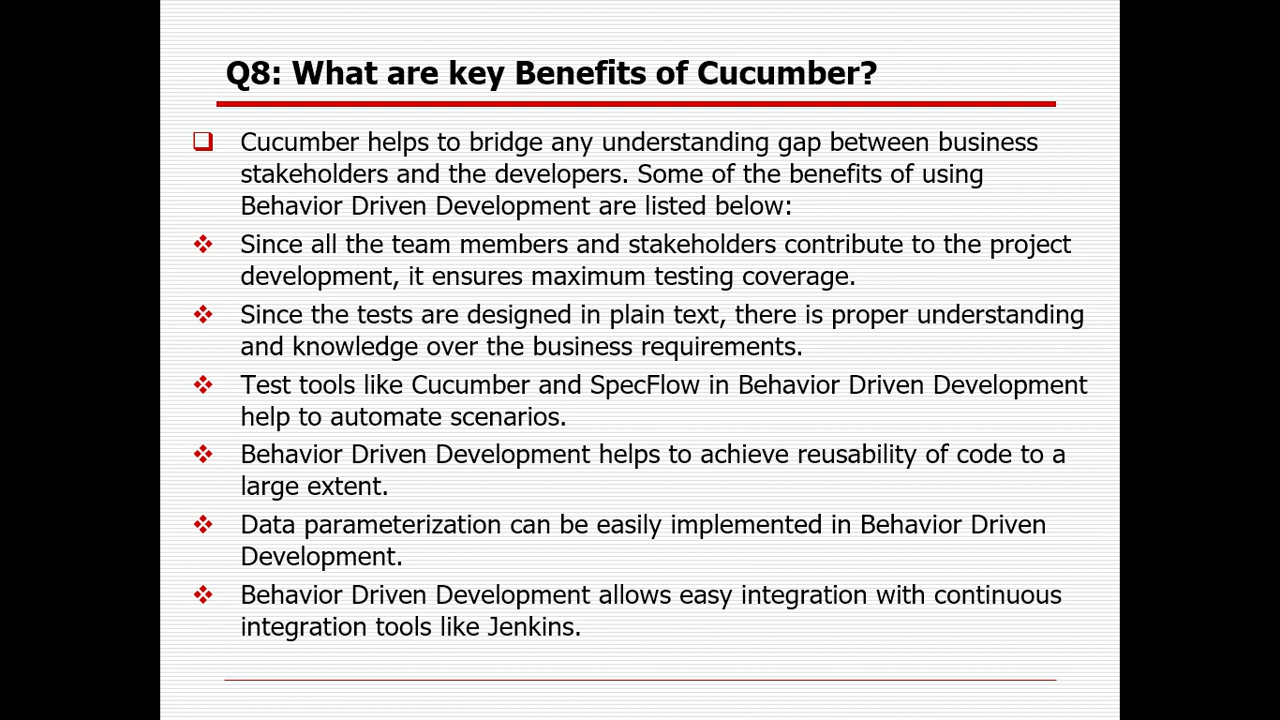 Q8: What are key Benefits of Cucumber?
Cucumber helps to bridge any understanding gap between business
stakeholders and the developers. Some of the benefits of using
Behavior Driven Development are listed below:
Since all the team members and stakeholders contribute to the project
development, it ensures maximum testing coverage.
Since the tests are designed in plain text, there is proper understanding
and knowledge over the business requirements.
Test tools like Cucumber and SpecFlow in Behavior Driven Development
help to automate scenarios.
Behavior Driven Development helps to achieve reusability of code to a
large extent.
Data parameterization can be easily implemented in Behavior Driven
Development.
Behavior Driven Development allows easy integration with continuous
integration tools like Jenkins.